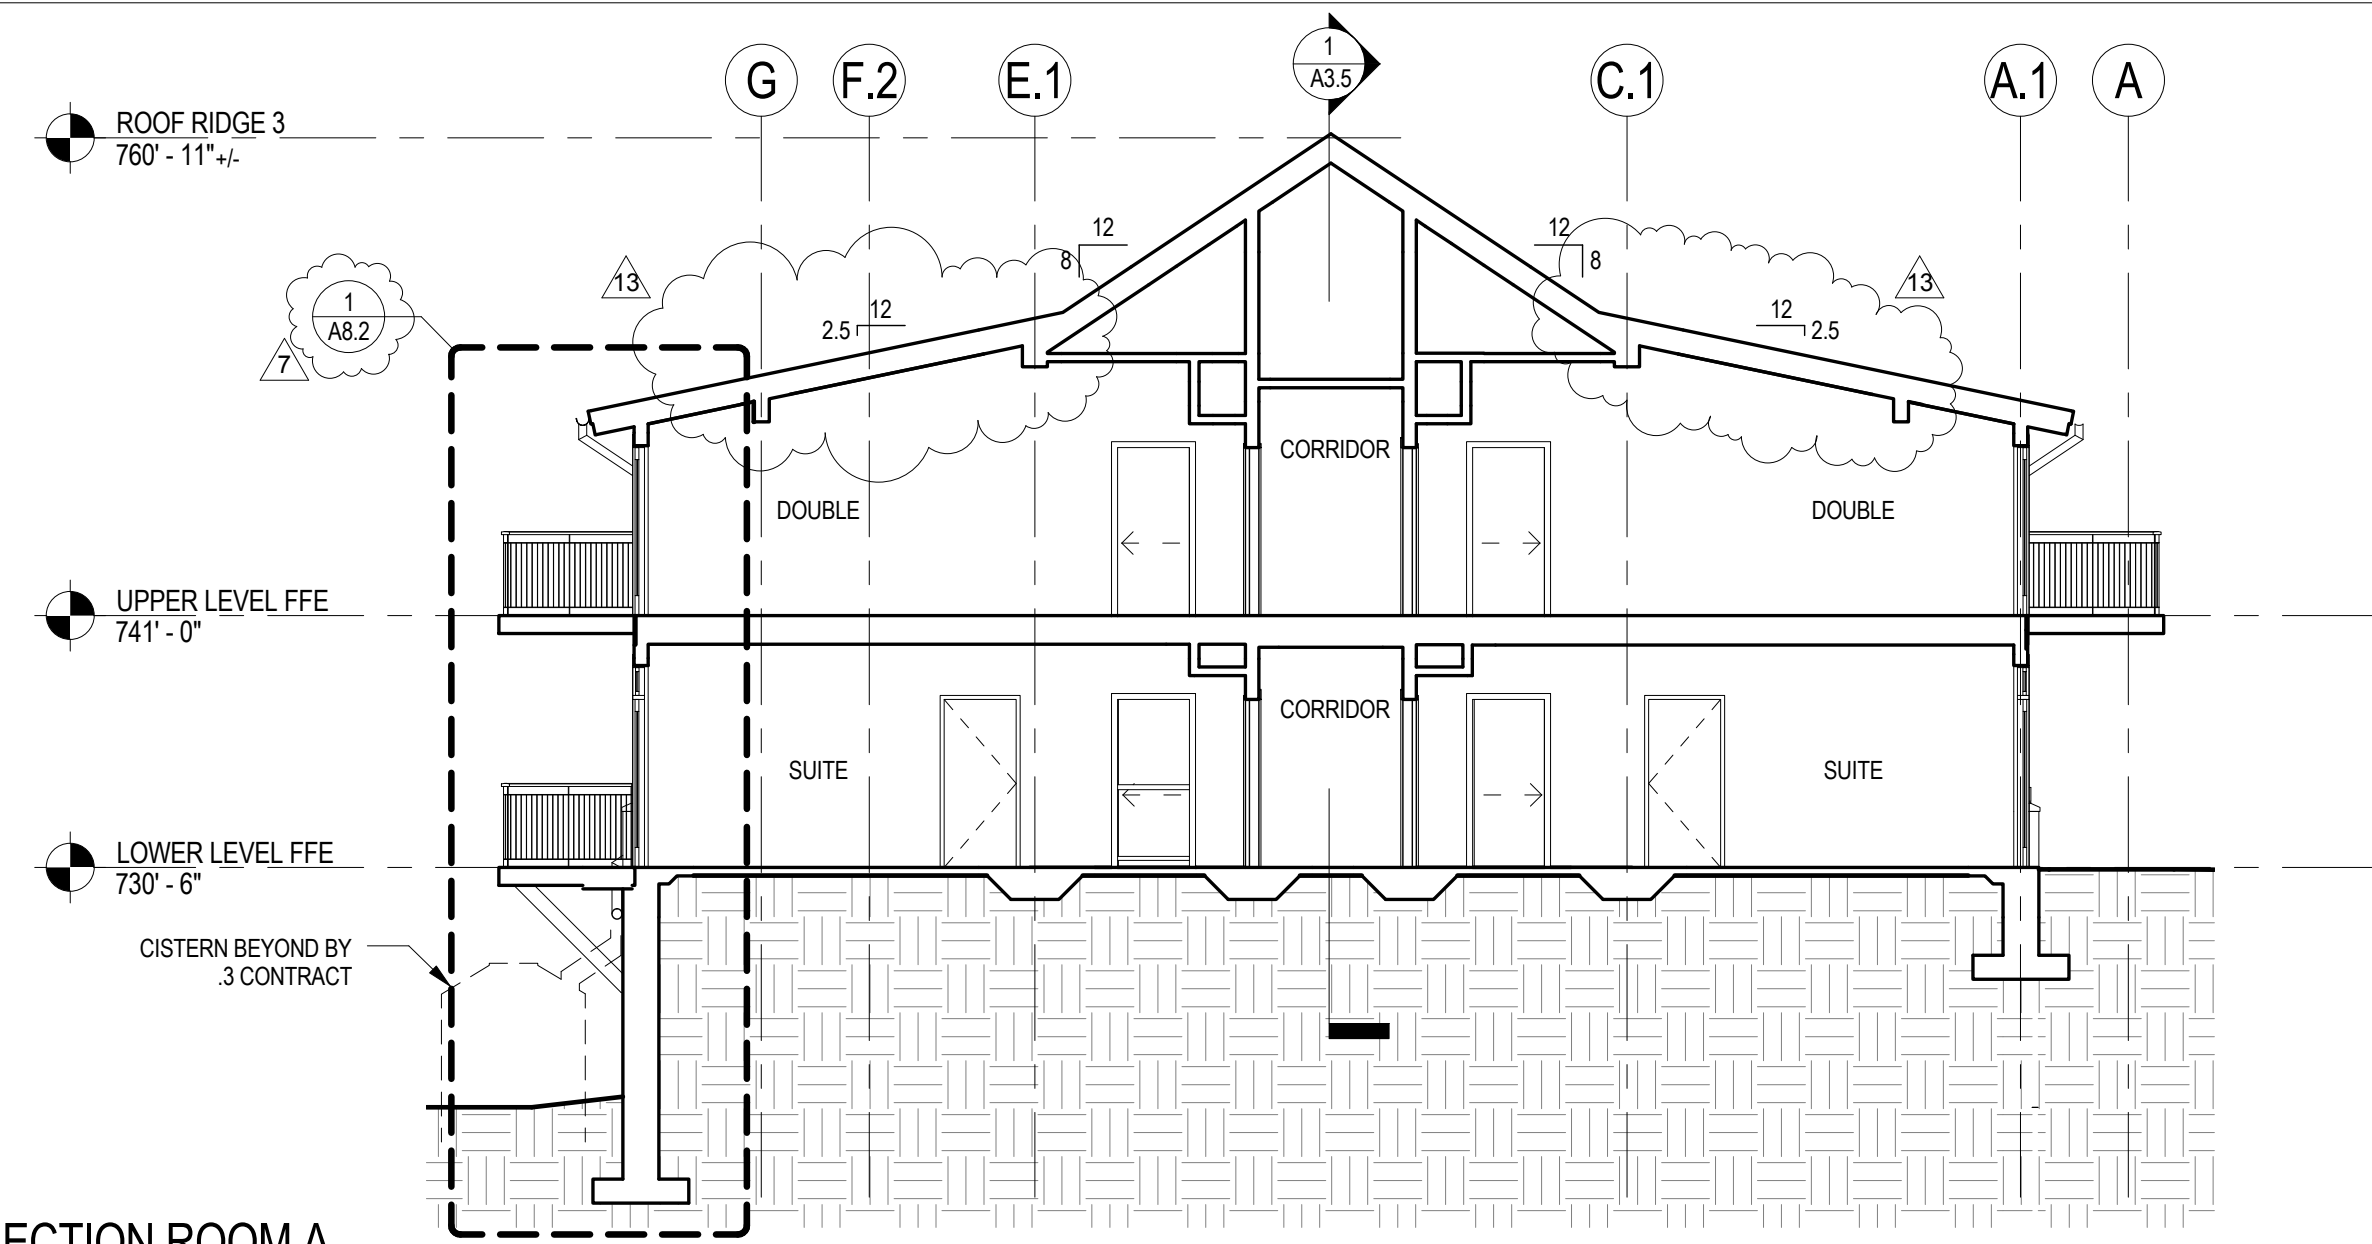 1
A3.5
G
F.2
E.1
C.1
A.1
A
ROOF RIDGE 3
760' - 11"+/-
12
8
12
8
13
13
1
A8.2
7
12
2.5
12
2.5
CORRIDOR
DOUBLE
DOUBLE
UPPER LEVEL FFE
741' - 0"
CORRIDOR
SUITE
SUITE
LOWER LEVEL FFE
730' - 6"
CISTERN BEYOND BY
.3 CONTRACT
ECTION ROOM A